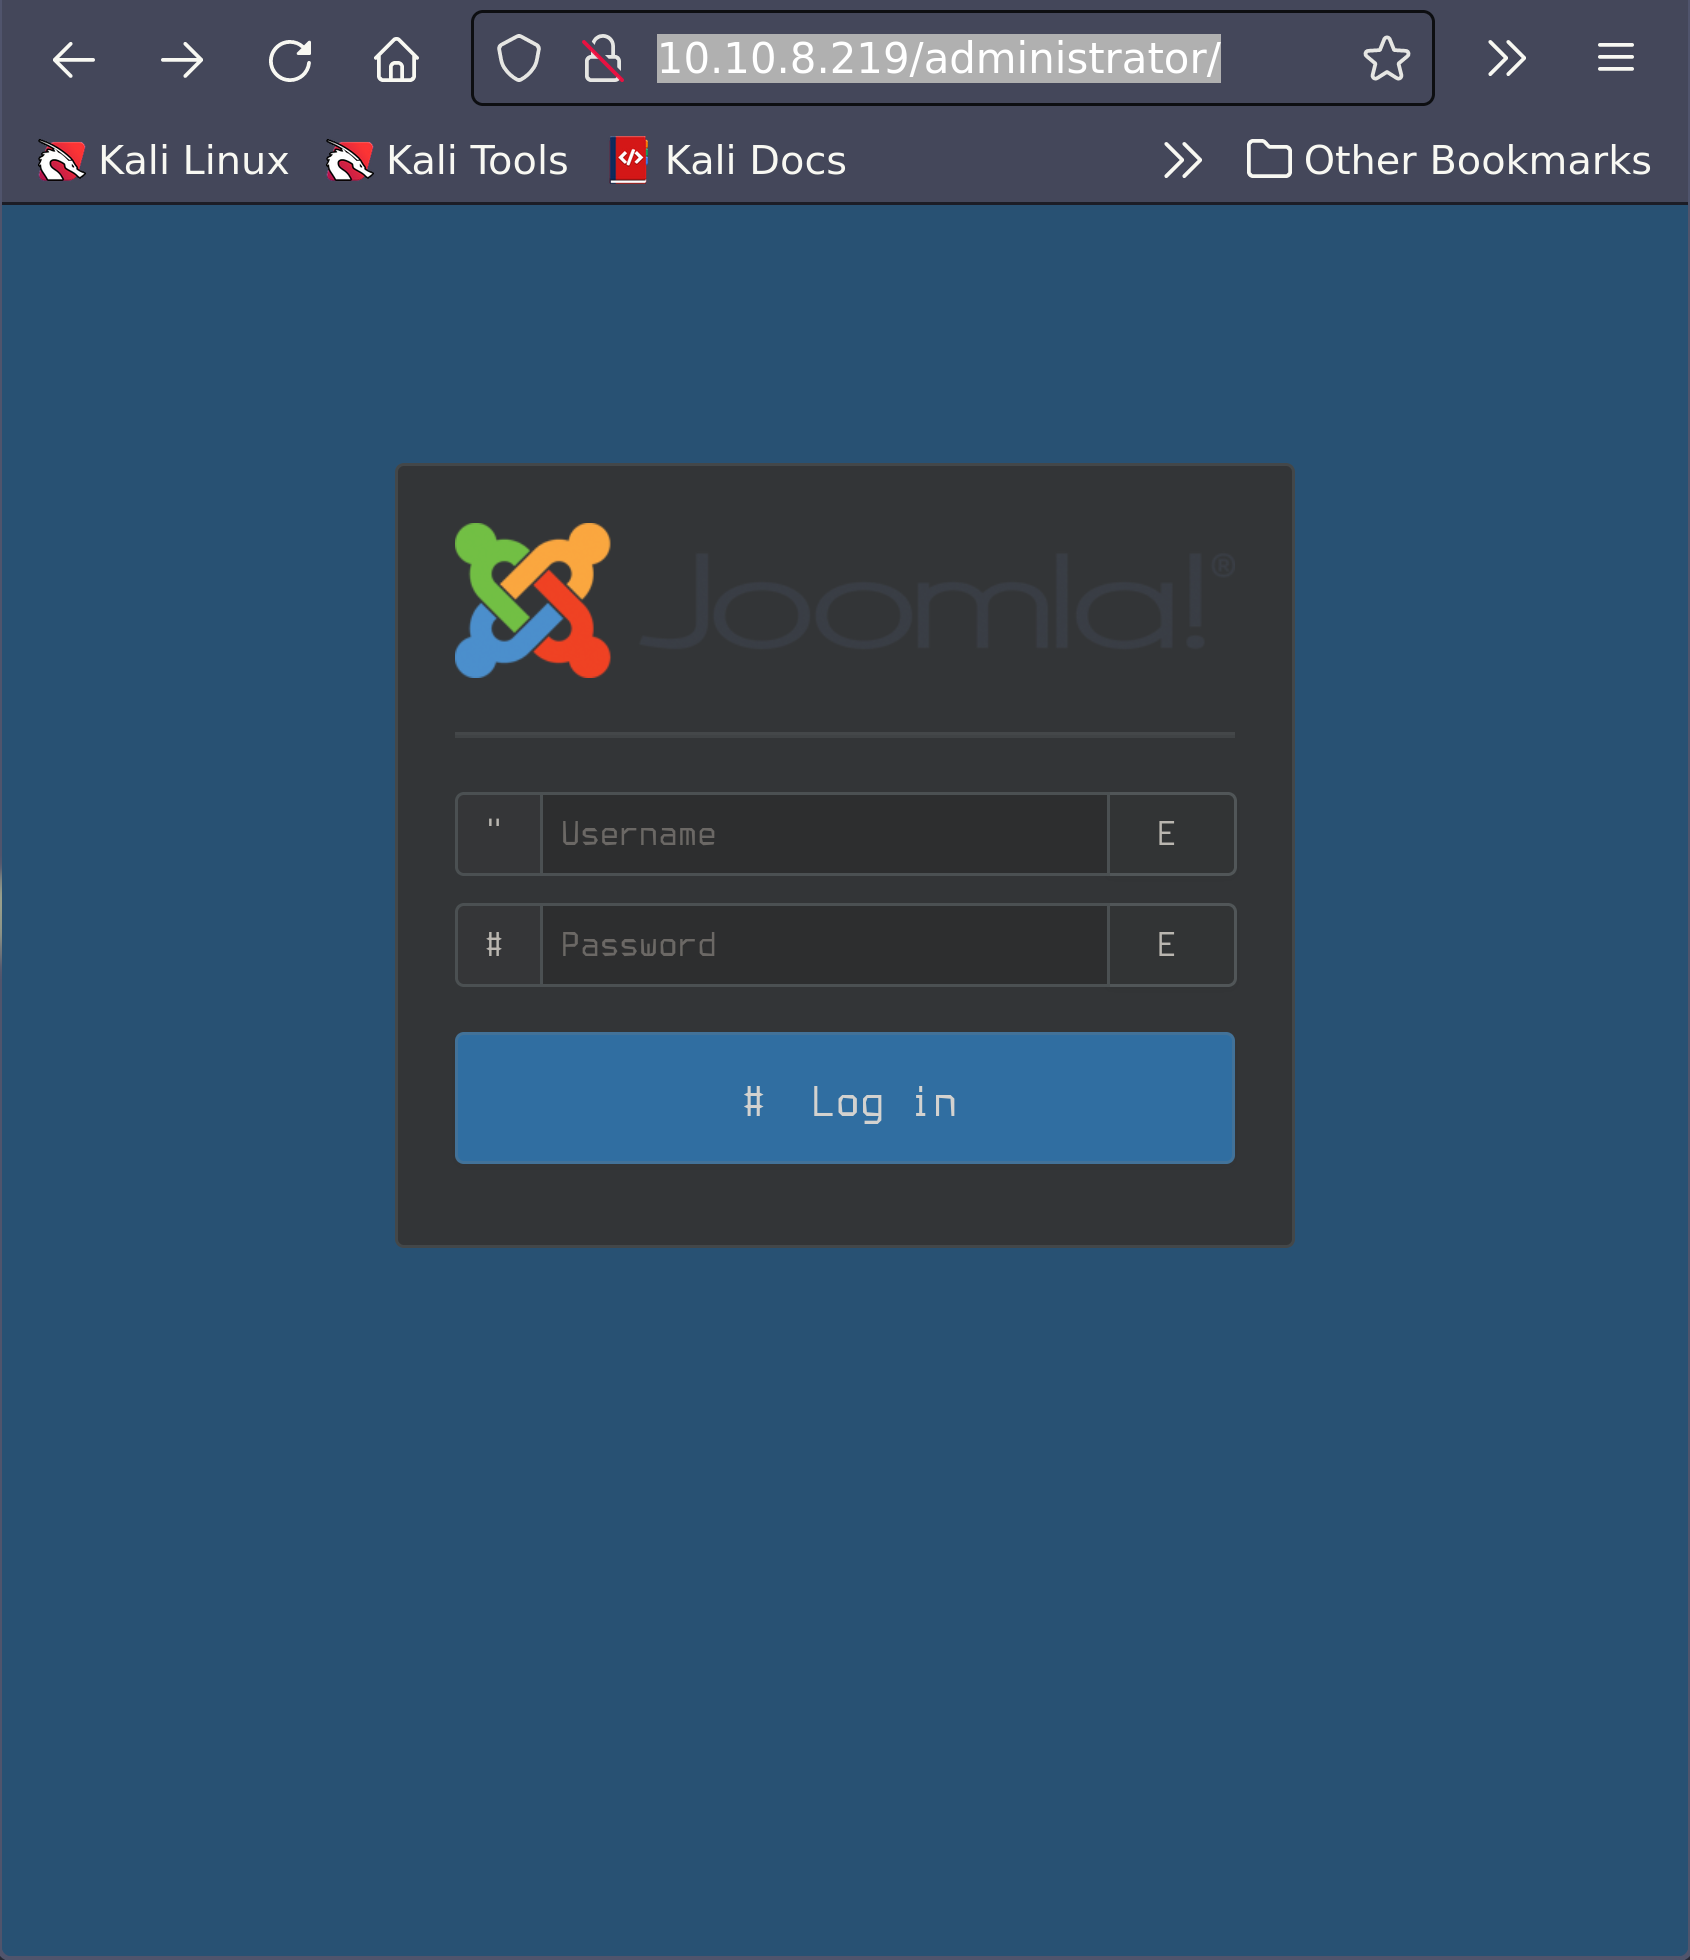 10.10.8.219/administrator/
Kali Linux Kali Tools Kali Docs Other Bookmarks
Joomla!®
" Username E
# Password E
# Log in